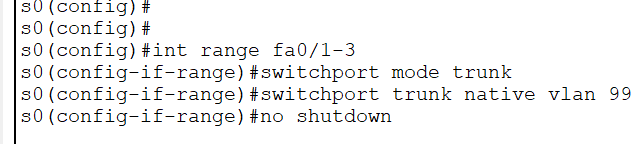 s0(config)#
s0(config)#
s0(config)#int range fa0/1-3
s0(config-if-range)#switchport mode trunk
s0(config-if-range)#switchport trunk native vlan 99
s0(config-if-range)#no shutdown